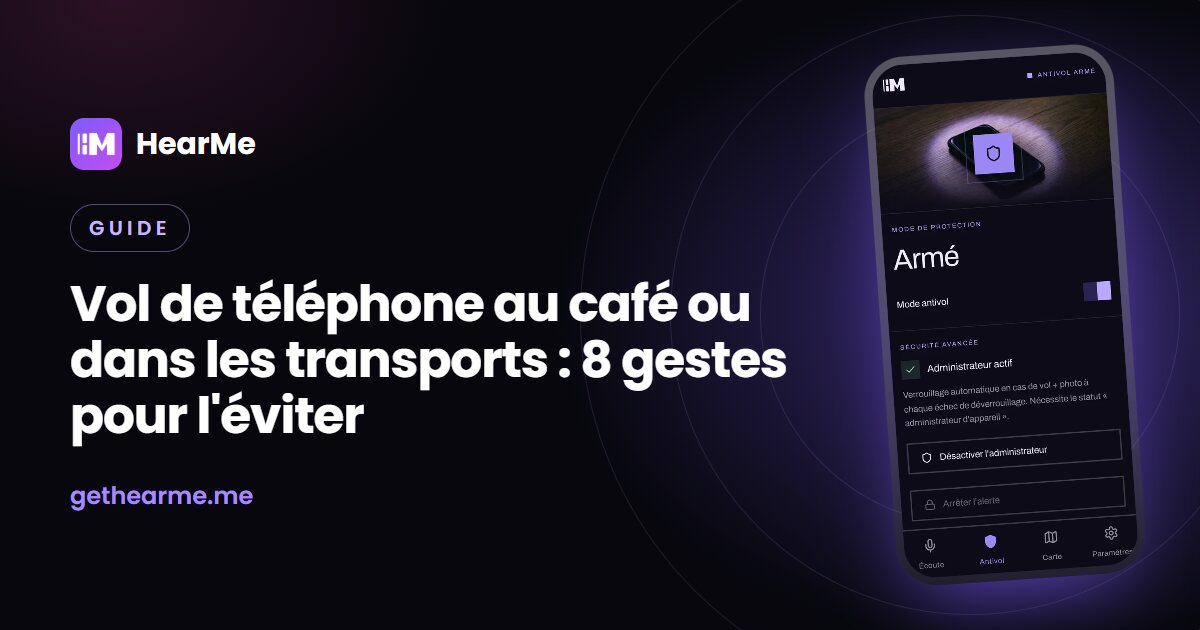 HM HearMe
GUIDE
Vol de téléphone au café ou
dans les transports : 8 gestes
pour l'éviter
gethearme.me
HM
ANTIVOL ARMÉ
MODE DE PROTECTION
Armé
Mode antivol
SÉCURITÉ AVANCÉE
Administrateur actif
Verrouillage automatique en cas de vol + photo à
chaque échec de déverrouillage. Nécessite le statut «
administrateur d'appareil ».
Désactiver l'administrateur
Arrêter l'alerte
Écoute
Antivol
Carte
Paramètres